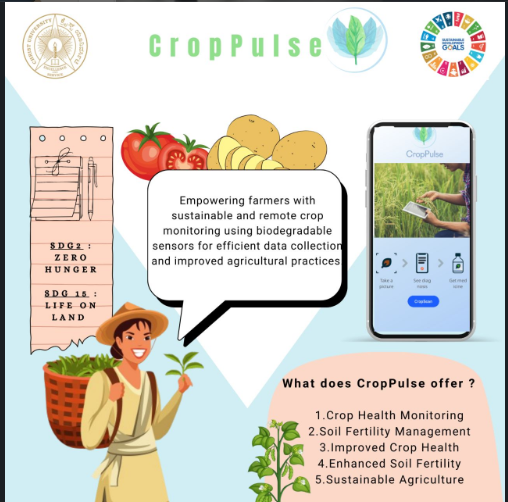 CropPulse
SUSTAINABLE
DEVELOPMENT
GOALS
SDG2 :
ZERO
HUNGER
SDG 15 :
LIFE ON
LAND
Empowering farmers with
sustainable and remote crop
monitoring using biodegradable
sensors for efficient data collection
and improved agricultural practices
CropPulse
Take a
picture
See diag
nosis
Get med
icine
What does CropPulse offer ?
1.Crop Health Monitoring
2.Soil Fertility Management
3.Improved Crop Health
4.Enhanced Soil Fertility
5.Sustainable Agriculture